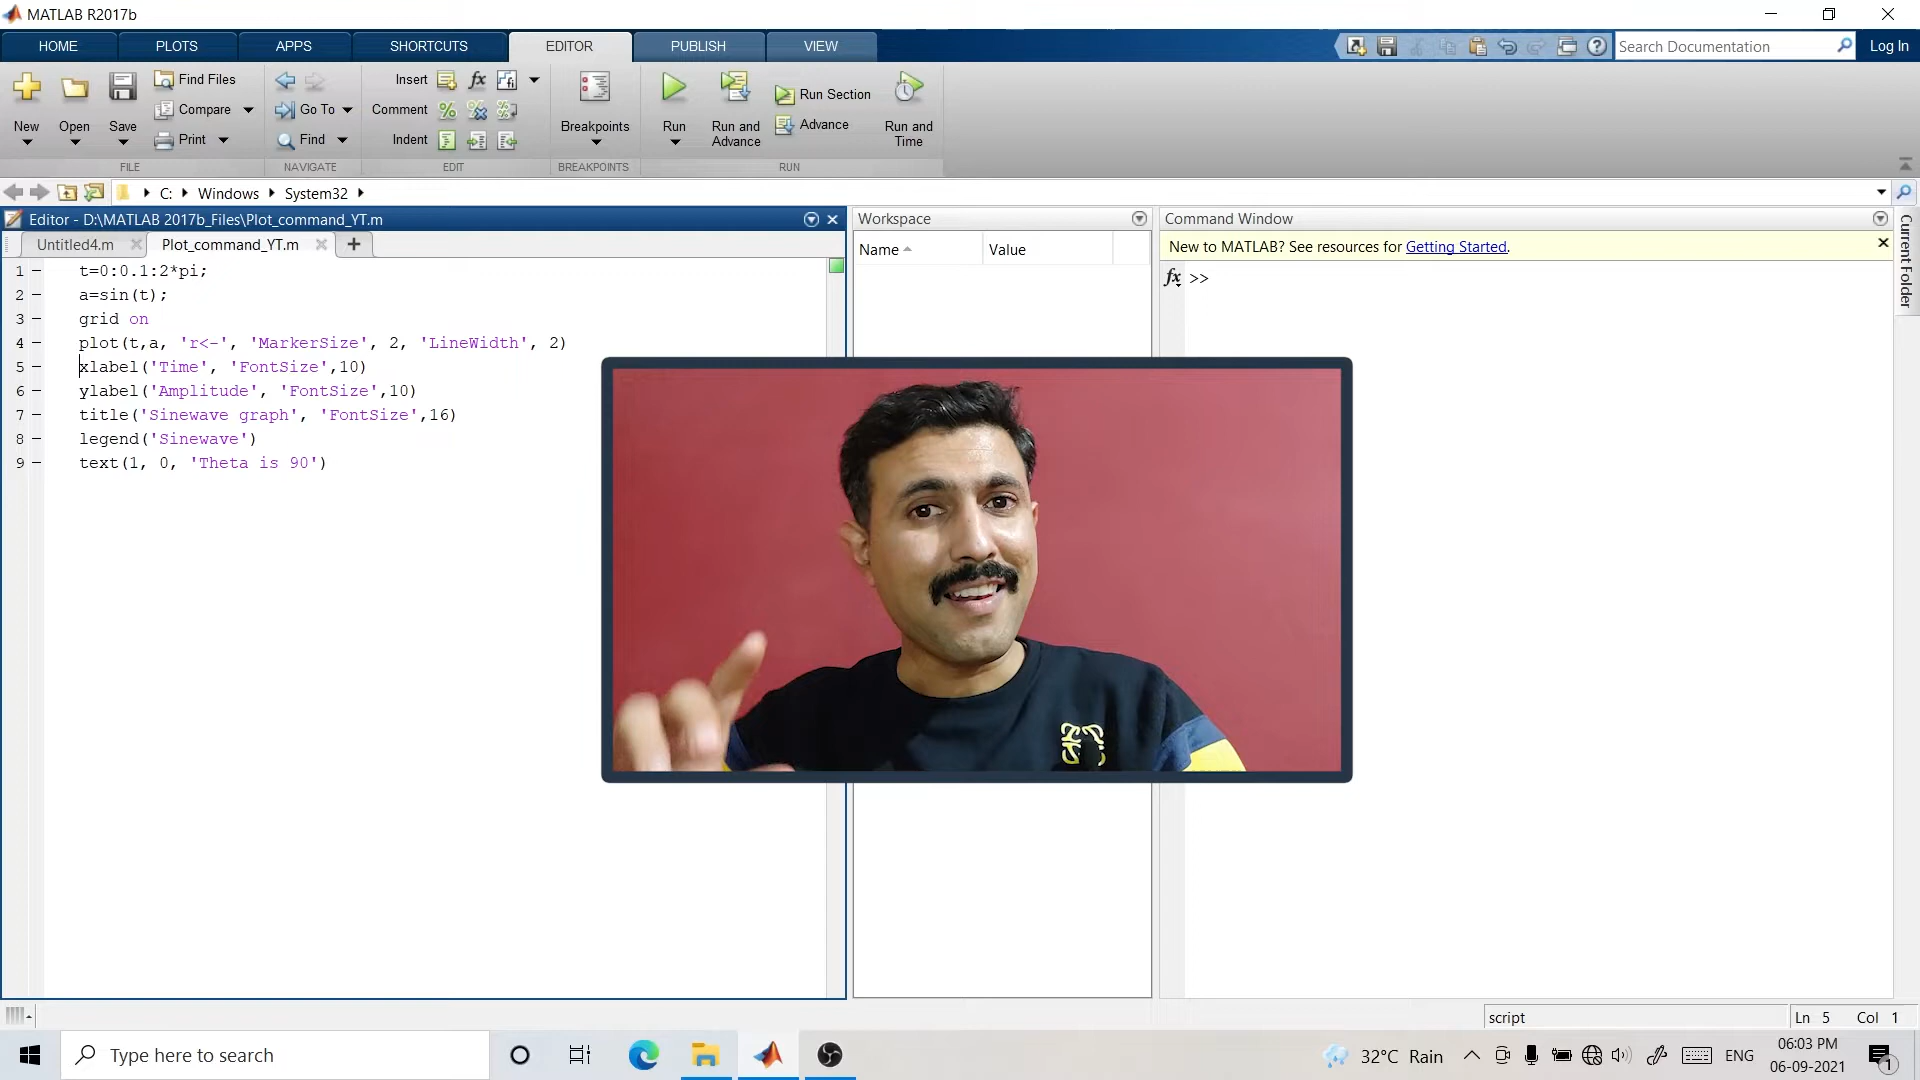 MATLAB R2017b
HOME PLOTS APPS SHORTCUTS EDITOR PUBLISH VIEW
Search Documentation
Log In
New
Open
Save
Find Files
Compare
Print
FILE
Go To
Find
NAVIGATE
Insert
Comment
Indent
EDIT
Breakpoints
BREAKPOINTS
Run
Run and
Advance
Run Section
Advance
Run and
Time
RUN
C: Windows System32
Editor - D:\MATLAB 2017b_Files\Plot_command_YT.m
Untitled4.m Plot_command_YT.m
1 t=0:0.1:2*pi;
2 a=sin(t);
3 grid on
4 plot(t,a, 'r<-', 'MarkerSize', 2, 'LineWidth', 2)
5 xlabel('Time', 'FontSize',10)
6 ylabel('Amplitude', 'FontSize',10)
7 title('Sinewave graph', 'FontSize',16)
8 legend('Sinewave')
9 text(1, 0, 'Theta is 90')
Workspace
Name Value
Command Window
New to MATLAB? See resources for Getting Started.
fx >>
Current Folder
script
Ln 5 Col 1
Type here to search
32°C Rain
ENG
06:03 PM
06-09-2021
1